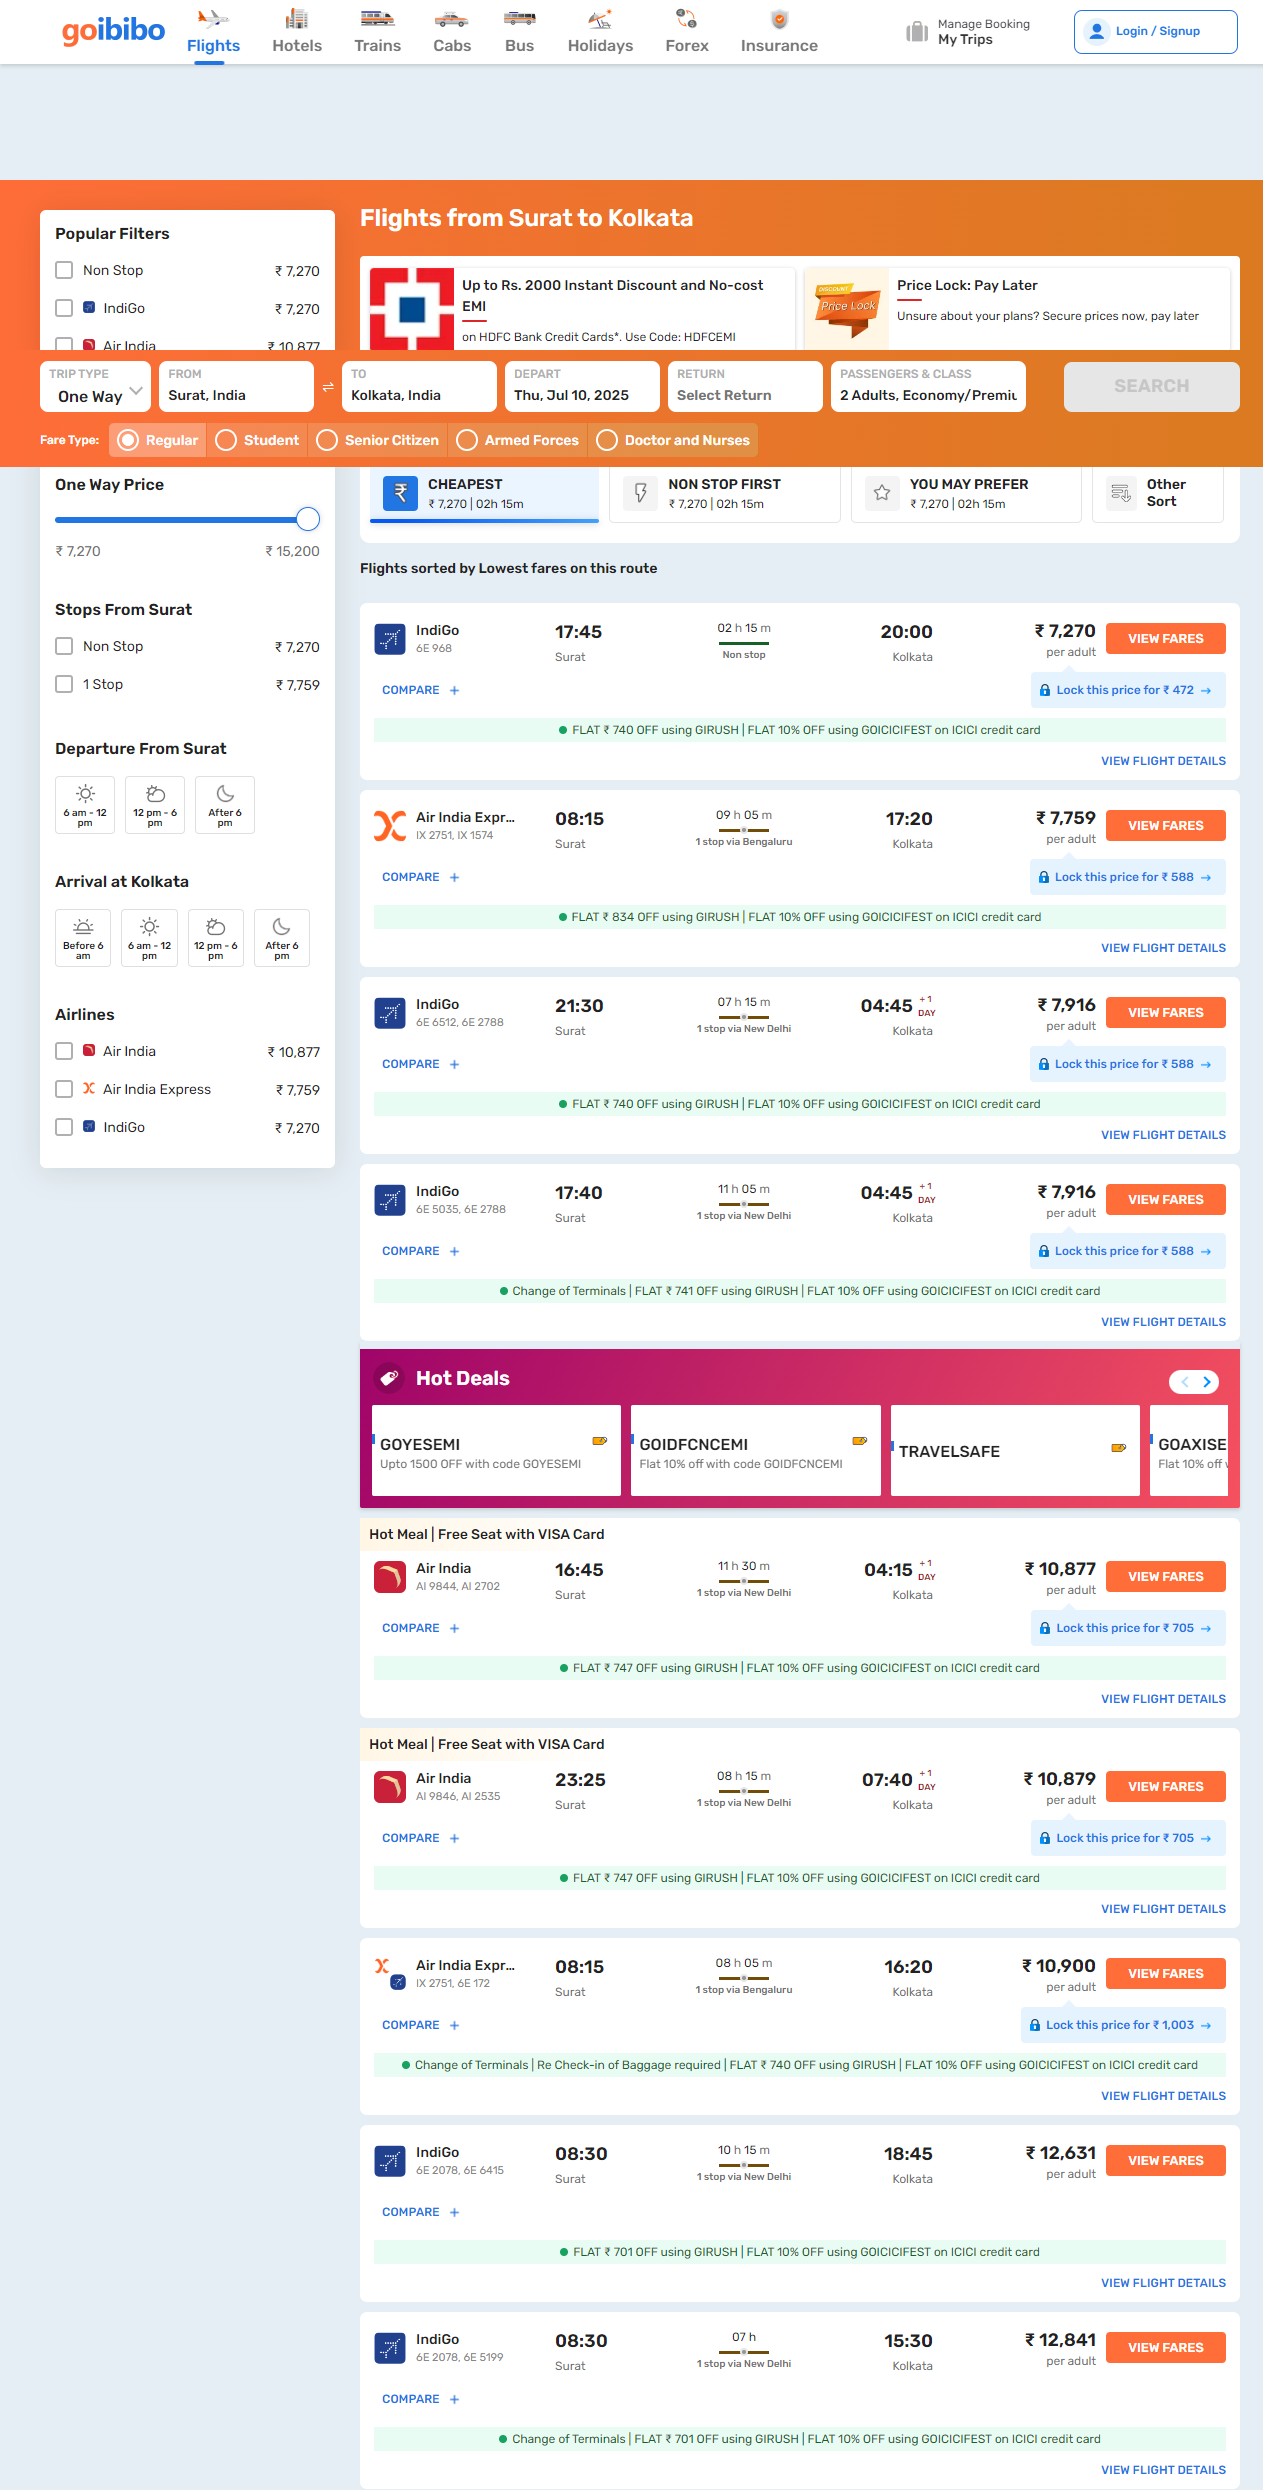 goibibo
Flights
Hotels
Trains
Cabs
Bus
Holidays
Forex
Insurance
Manage Booking
My Trips
Login / Signup
Flights from Surat to Kolkata
Popular Filters
Non Stop ₹ 7,270
IndiGo ₹ 7,270
Air India ₹ 10,877
Up to Rs. 2000 Instant Discount and No-cost
EMI
on HDFC Bank Credit Cards*. Use Code: HDFCEMI
DISCOUNT
Price Lock
Price Lock: Pay Later
Unsure about your plans? Secure prices now, pay later
TRIP TYPE
One Way
FROM
Surat, India
TO
Kolkata, India
DEPART
Thu, Jul 10, 2025
RETURN
Select Return
PASSENGERS & CLASS
2 Adults, Economy/Premiu
SEARCH
Fare Type:
Regular
Student
Senior Citizen
Armed Forces
Doctor and Nurses
One Way Price
₹ 7,270 ₹ 15,200
Stops From Surat
Non Stop ₹ 7,270
1 Stop ₹ 7,759
Departure From Surat
6 am - 12
pm
12 pm - 6
pm
After 6
pm
Arrival at Kolkata
Before 6
am
6 am - 12
pm
12 pm - 6
pm
After 6
pm
Airlines
Air India ₹ 10,877
Air India Express ₹ 7,759
IndiGo ₹ 7,270
CHEAPEST
₹ 7,270 | 02h 15m
NON STOP FIRST
₹ 7,270 | 02h 15m
YOU MAY PREFER
₹ 7,270 | 02h 15m
Other
Sort
Flights sorted by Lowest fares on this route
IndiGo
6E 968
17:45
Surat
02 h 15 m
Non stop
20:00
Kolkata
₹ 7,270
per adult
VIEW FARES
COMPARE +
Lock this price for ₹ 472 →
FLAT ₹ 740 OFF using GIRUSH | FLAT 10% OFF using GOICICIFEST on ICICI credit card
VIEW FLIGHT DETAILS
Air India Expr...
IX 2751, IX 1574
08:15
Surat
09 h 05 m
1 stop via Bengaluru
17:20
Kolkata
₹ 7,759
per adult
VIEW FARES
COMPARE +
Lock this price for ₹ 588 →
FLAT ₹ 834 OFF using GIRUSH | FLAT 10% OFF using GOICICIFEST on ICICI credit card
VIEW FLIGHT DETAILS
IndiGo
6E 6512, 6E 2788
21:30
Surat
07 h 15 m
1 stop via New Delhi
04:45 +1 DAY
Kolkata
₹ 7,916
per adult
VIEW FARES
COMPARE +
Lock this price for ₹ 588 →
FLAT ₹ 740 OFF using GIRUSH | FLAT 10% OFF using GOICICIFEST on ICICI credit card
VIEW FLIGHT DETAILS
IndiGo
6E 5035, 6E 2788
17:40
Surat
11 h 05 m
1 stop via New Delhi
04:45 +1 DAY
Kolkata
₹ 7,916
per adult
VIEW FARES
COMPARE +
Lock this price for ₹ 588 →
Change of Terminals | FLAT ₹ 741 OFF using GIRUSH | FLAT 10% OFF using GOICICIFEST on ICICI credit card
VIEW FLIGHT DETAILS
Hot Deals
GOYESEMI
Upto 1500 OFF with code GOYESEMI
GOIDFCNCEMI
Flat 10% off with code GOIDFCNCEMI
TRAVELSAFE
GOAXISE
Flat 10% off w
Hot Meal | Free Seat with VISA Card
Air India
AI 9844, AI 2702
16:45
Surat
11 h 30 m
1 stop via New Delhi
04:15 +1 DAY
Kolkata
₹ 10,877
per adult
VIEW FARES
COMPARE +
Lock this price for ₹ 705 →
FLAT ₹ 747 OFF using GIRUSH | FLAT 10% OFF using GOICICIFEST on ICICI credit card
VIEW FLIGHT DETAILS
Hot Meal | Free Seat with VISA Card
Air India
AI 9846, AI 2535
23:25
Surat
08 h 15 m
1 stop via New Delhi
07:40 +1 DAY
Kolkata
₹ 10,879
per adult
VIEW FARES
COMPARE +
Lock this price for ₹ 705 →
FLAT ₹ 747 OFF using GIRUSH | FLAT 10% OFF using GOICICIFEST on ICICI credit card
VIEW FLIGHT DETAILS
Air India Expr...
IX 2751, 6E 172
08:15
Surat
08 h 05 m
1 stop via Bengaluru
16:20
Kolkata
₹ 10,900
per adult
VIEW FARES
COMPARE +
Lock this price for ₹ 1,003 →
Change of Terminals | Re Check-in of Baggage required | FLAT ₹ 740 OFF using GIRUSH | FLAT 10% OFF using GOICICIFEST on ICICI credit card
VIEW FLIGHT DETAILS
IndiGo
6E 2078, 6E 6415
08:30
Surat
10 h 15 m
1 stop via New Delhi
18:45
Kolkata
₹ 12,631
per adult
VIEW FARES
COMPARE +
FLAT ₹ 701 OFF using GIRUSH | FLAT 10% OFF using GOICICIFEST on ICICI credit card
VIEW FLIGHT DETAILS
IndiGo
6E 2078, 6E 5199
08:30
Surat
07 h
1 stop via New Delhi
15:30
Kolkata
₹ 12,841
per adult
VIEW FARES
COMPARE +
Change of Terminals | FLAT ₹ 701 OFF using GIRUSH | FLAT 10% OFF using GOICICIFEST on ICICI credit card
VIEW FLIGHT DETAILS